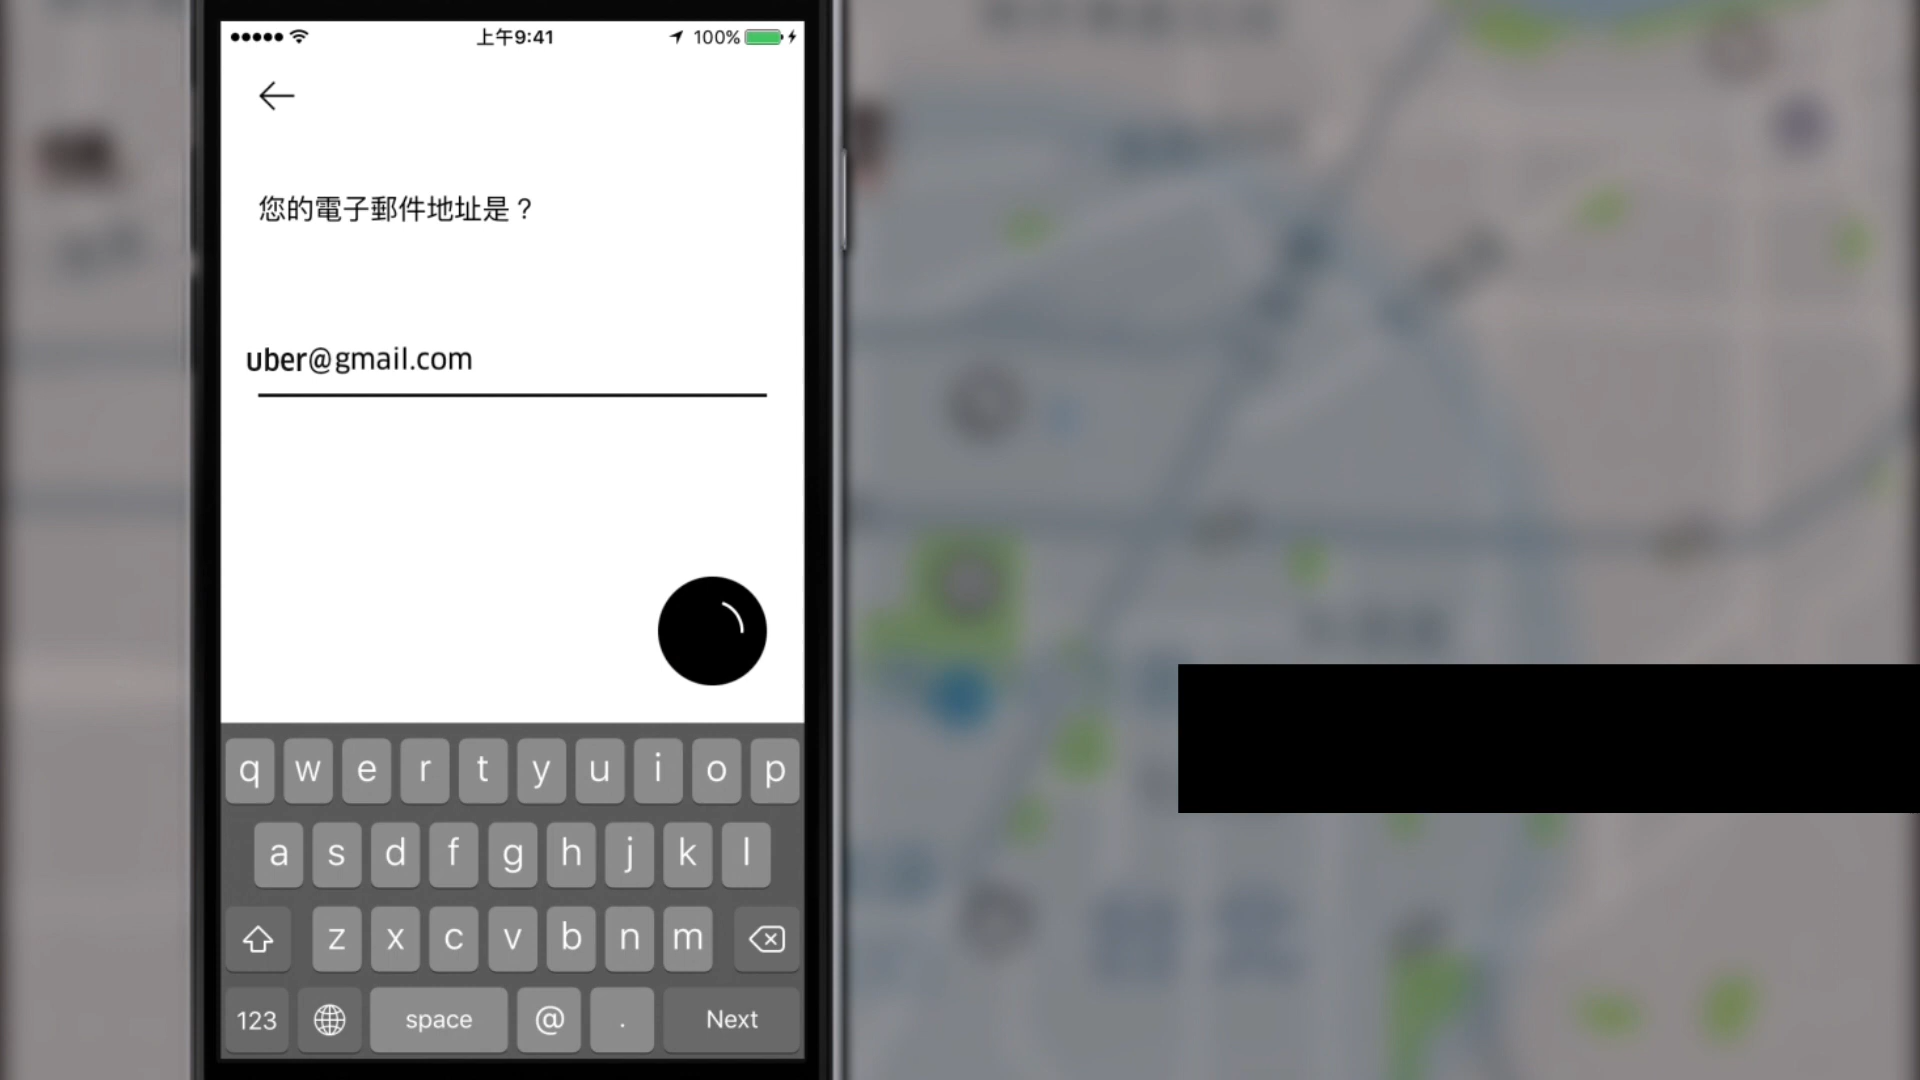 上午9:41
100%
您的電子郵件地址是？
uber@gmail.com
q w e r t y u i o p
a s d f g h j k l
z x c v b n m
123 space @ . Next